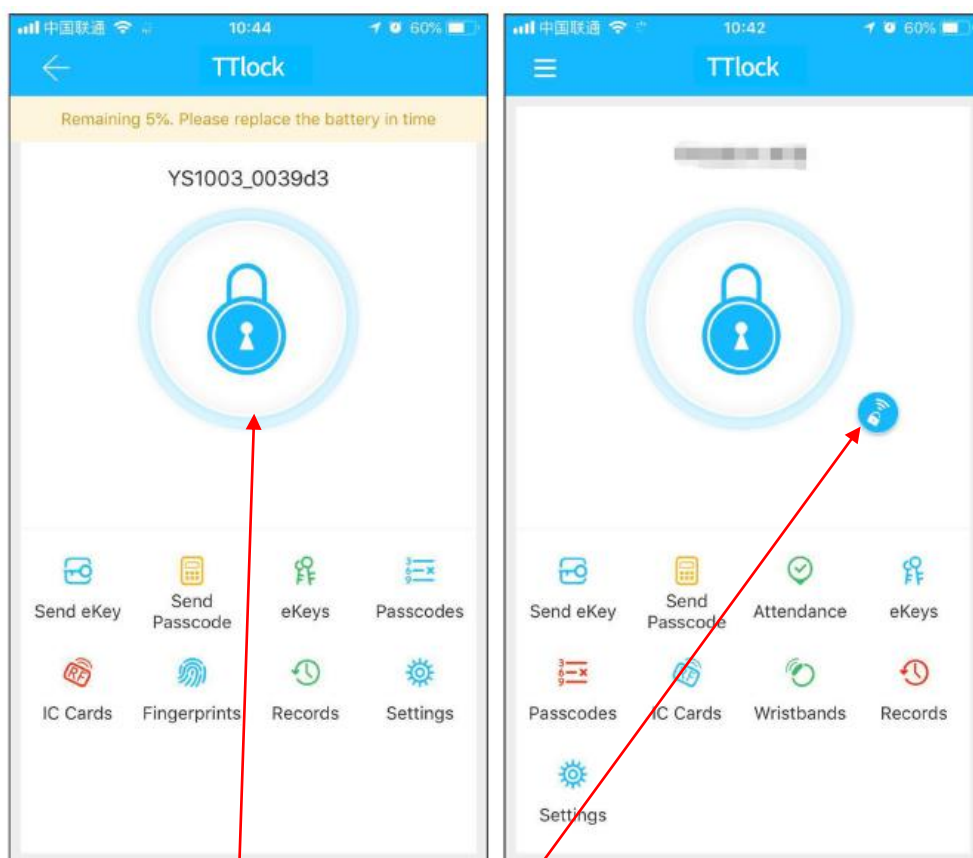 中国联通 10:44 60%
TTlock
Remaining 5%. Please replace the battery in time
YS1003_0039d3
Send eKey
Send
Passcode
eKeys
Passcodes
IC Cards
Fingerprints
Records
Settings
中国联通 10:42 60%
TTlock
Send eKey
Send
Passcode
Attendance
eKeys
Passcodes
IC Cards
Wristbands
Records
Settings